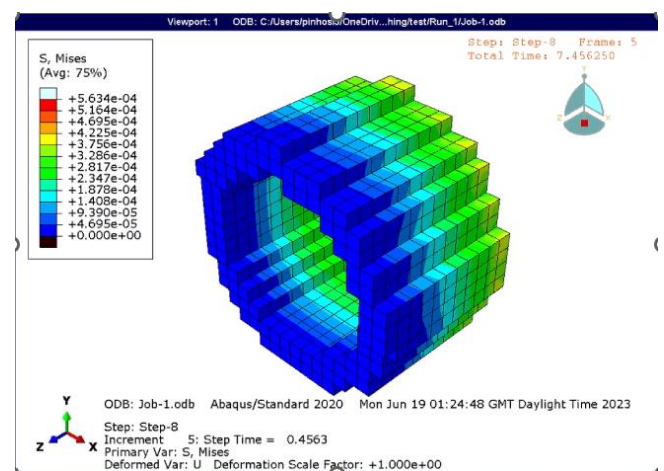 Viewport: 1 ODB: C:/Users/pinhosl3/OneDriv...hing/test/Run_1/Job-1.odb
Step: Step-8 Frame: 5
Total Time: 7.456250
S, Mises
(Avg: 75%)
+5.634e-04
+5.164e-04
+4.695e-04
+4.225e-04
+3.756e-04
+3.286e-04
+2.817e-04
+2.347e-04
+1.878e-04
+1.408e-04
+9.390e-05
+4.695e-05
+0.000e+00
Y
Z
X
ODB: Job-1.odb Abaqus/Standard 2020 Mon Jun 19 01:24:48 GMT Daylight Time 2023
Y
Z
X
Step: Step-8
Increment 5: Step Time = 0.4563
Primary Var: S, Mises
Deformed Var: U Deformation Scale Factor: +1.000e+00